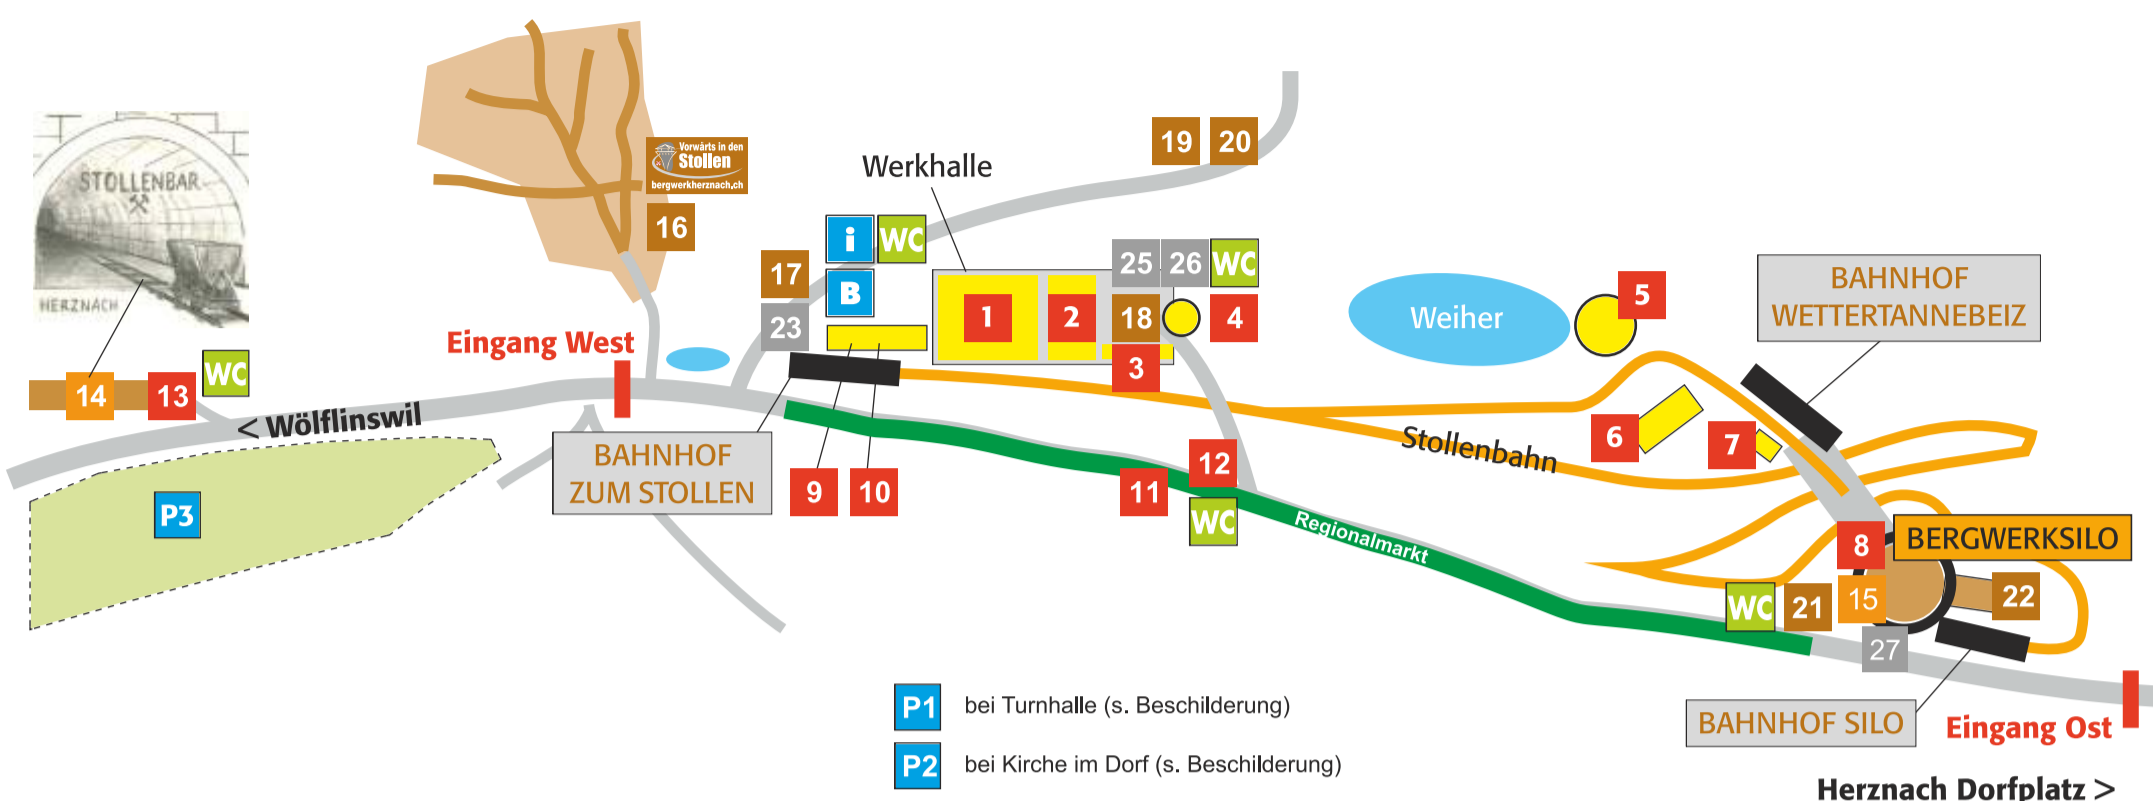 STOLLENBAR
HERZNACH
Vorwärts in den
Stollen
bergwerkherznach.ch
16
19
20
Werkhalle
i
WC
17
B
23
1
2
25
26
WC
18
4
3
Weiher
5
BAHNHOF
WETTERTANNEBEIZ
Eingang West
WC
14
13
< Wölflinswil
P3
BAHNHOF
ZUM STOLLEN
9
10
12
11
WC
Stollenbahn
6
7
Regionalmarkt
8
BERGWERKSILO
WC
21
15
22
27
BAHNHOF SILO
Eingang Ost
Herznach Dorfplatz >
P1
bei Turnhalle (s. Beschilderung)
P2
bei Kirche im Dorf (s. Beschilderung)